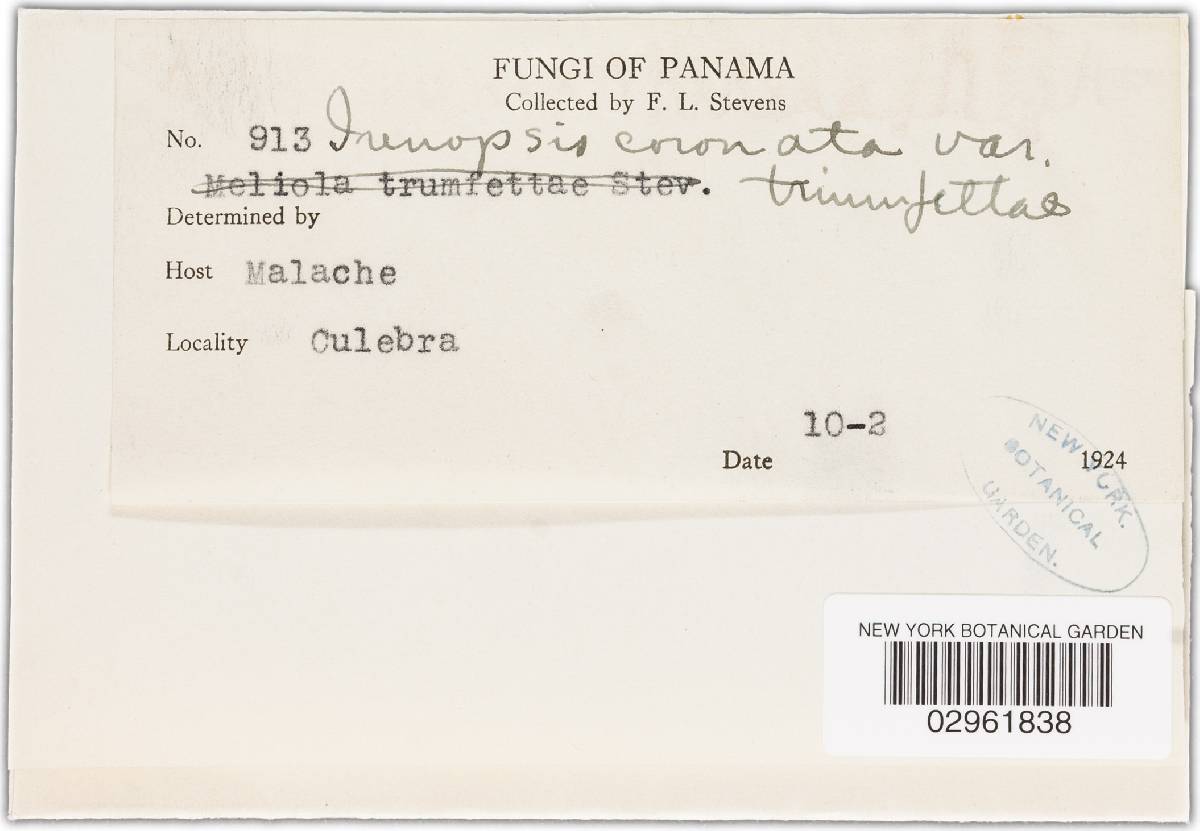 FUNGI OF PANAMA
Collected by F. L. Stevens
No. 913 Irenopsis coronata var.
Meliola trumfettae Stev. triumfettae
Determined by
Host Malache
Locality Culebra
10-2
Date 1924
NEW YORK.
BOTANICAL
GARDEN.
NEW YORK BOTANICAL GARDEN
02961838